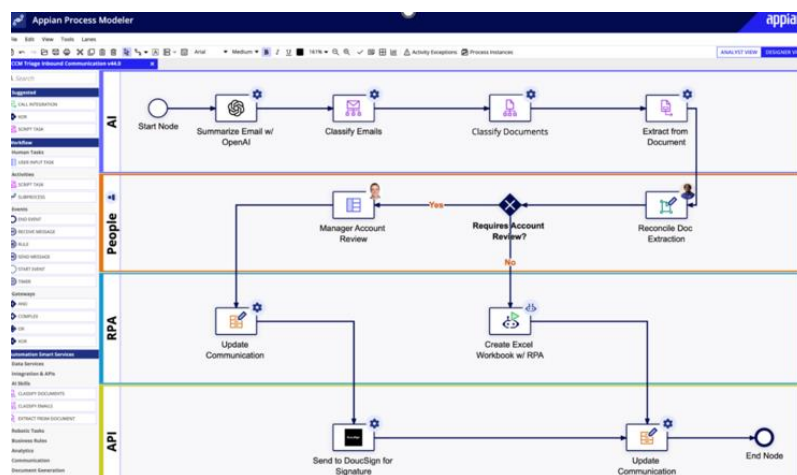 Appian Process Modeler
appian
File Edit View Tools Lanes
Arial
Medium
B
I
U
161%
Activity Exceptions
Process Instances
ANALYST VIEW
DESIGNER VI
CCM Triage Inbound Communication v44.0
Search
Suggested
CALL INTEGRATION
XOR
SCRIPT TASK
Workflow
Human Tasks
USER INPUT TASK
Activities
SCRIPT TASK
SUBPROCESS
Events
END EVENT
RECEIVE MESSAGE
RULE
SEND MESSAGE
START EVENT
TIMER
Gateways
AND
COMPLEX
OR
XOR
Automation Smart Services
Data Services
Integration & APIs
AI Skills
CLASSIFY DOCUMENTS
CLASSIFY EMAILS
EXTRACT FROM DOCUMENT
Robotic Tasks
Business Rules
Analytics
Communication
Document Generation
AI
Start Node
Summarize Email w/
OpenAI
Classify Emails
Classify Documents
Extract from
Document
People
Manager Account
Review
Yes
Requires Account
Review?
No
Reconcile Doc
Extraction
RPA
Update
Communication
Create Excel
Workbook w/ RPA
API
Send to DoucSign for
Signature
Update
Communication
End Node